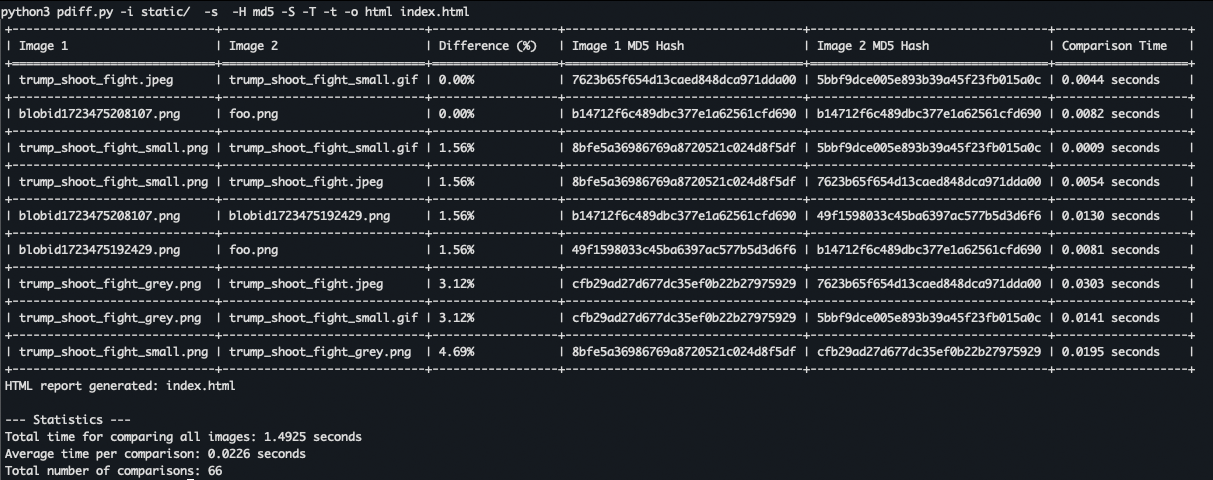 python3 pdiff.py -i static/  -s  -H md5 -S -T -t -o html index.html
| Image 1 | Image 2 | Difference (%) | Image 1 MD5 Hash | Image 2 MD5 Hash | Comparison Time |
| trump_shoot_fight.jpeg | trump_shoot_fight_small.gif | 0.00% | 7623b65f654d13caed848dca971dda00 | 5bbf9dce005e893b39a45f23fb015a0c | 0.0044 seconds |
| blobid1723475208107.png | foo.png | 0.00% | b14712f6c489dbc377e1a62561cfd690 | b14712f6c489dbc377e1a62561cfd690 | 0.0082 seconds |
| trump_shoot_fight_small.png | trump_shoot_fight_small.gif | 1.56% | 8bfe5a36986769a8720521c024d8f5df | 5bbf9dce005e893b39a45f23fb015a0c | 0.0009 seconds |
| trump_shoot_fight_small.png | trump_shoot_fight.jpeg | 1.56% | 8bfe5a36986769a8720521c024d8f5df | 7623b65f654d13caed848dca971dda00 | 0.0054 seconds |
| blobid1723475208107.png | blobid1723475192429.png | 1.56% | b14712f6c489dbc377e1a62561cfd690 | 49f1598033c45ba6397ac577b5d3d6f6 | 0.0130 seconds |
| blobid1723475192429.png | foo.png | 1.56% | 49f1598033c45ba6397ac577b5d3d6f6 | b14712f6c489dbc377e1a62561cfd690 | 0.0081 seconds |
| trump_shoot_fight_grey.png | trump_shoot_fight.jpeg | 3.12% | cfb29ad27d677dc35ef0b22b27975929 | 7623b65f654d13caed848dca971dda00 | 0.0303 seconds |
| trump_shoot_fight_grey.png | trump_shoot_fight_small.gif | 3.12% | cfb29ad27d677dc35ef0b22b27975929 | 5bbf9dce005e893b39a45f23fb015a0c | 0.0141 seconds |
| trump_shoot_fight_small.png | trump_shoot_fight_grey.png | 4.69% | 8bfe5a36986769a8720521c024d8f5df | cfb29ad27d677dc35ef0b22b27975929 | 0.0195 seconds |
HTML report generated: index.html
--- Statistics ---
Total time for comparing all images: 1.4925 seconds
Average time per comparison: 0.0226 seconds
Total number of comparisons: 66